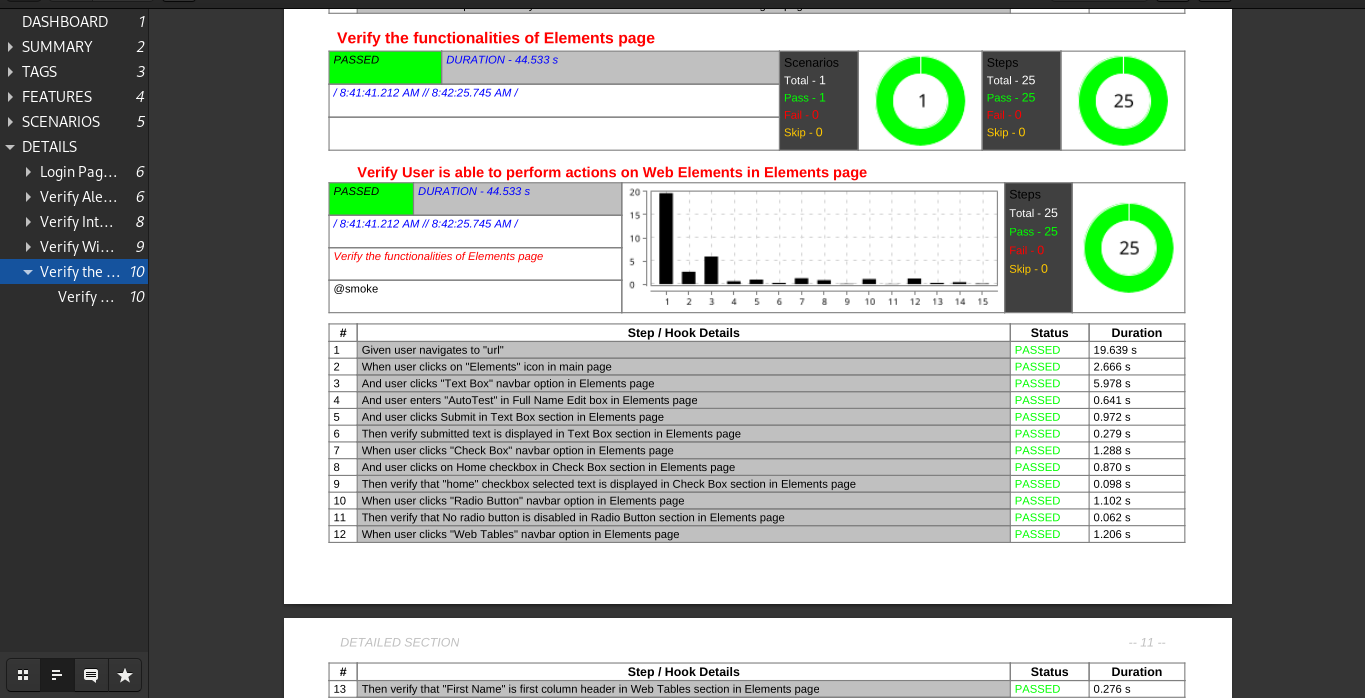 DASHBOARD 1
SUMMARY 2
TAGS 3
FEATURES 4
SCENARIOS 5
DETAILS
Login Pag... 6
Verify Ale... 6
Verify Int... 8
Verify Wi... 9
Verify the ... 10
Verify ... 10
Verify the functionalities of Elements page
PASSED DURATION - 44.533 s
/ 8:41:41.212 AM // 8:42:25.745 AM /
Scenarios
Total - 1
Pass - 1
Fail - 0
Skip - 0
1
Steps
Total - 25
Pass - 25
Fail - 0
Skip - 0
25
Verify User is able to perform actions on Web Elements in Elements page
PASSED DURATION - 44.533 s
/ 8:41:41.212 AM // 8:42:25.745 AM /
Verify the functionalities of Elements page
@smoke
20
15
10
5
0
1 2 3 4 5 6 7 8 9 10 11 12 13 14 15
Steps
Total - 25
Pass - 25
Fail - 0
Skip - 0
25
# Step / Hook Details Status Duration
1 Given user navigates to "url" PASSED 19.639 s
2 When user clicks on "Elements" icon in main page PASSED 2.666 s
3 And user clicks "Text Box" navbar option in Elements page PASSED 5.978 s
4 And user enters "AutoTest" in Full Name Edit box in Elements page PASSED 0.641 s
5 And user clicks Submit in Text Box section in Elements page PASSED 0.972 s
6 Then verify submitted text is displayed in Text Box section in Elements page PASSED 0.279 s
7 When user clicks "Check Box" navbar option in Elements page PASSED 1.288 s
8 And user clicks on Home checkbox in Check Box section in Elements page PASSED 0.870 s
9 Then verify that "home" checkbox selected text is displayed in Check Box section in Elements page PASSED 0.098 s
10 When user clicks "Radio Button" navbar option in Elements page PASSED 1.102 s
11 Then verify that No radio button is disabled in Radio Button section in Elements page PASSED 0.062 s
12 When user clicks "Web Tables" navbar option in Elements page PASSED 1.206 s
DETAILED SECTION -- 11 --
# Step / Hook Details Status Duration
13 Then verify that "First Name" is first column header in Web Tables section in Elements page PASSED 0.276 s